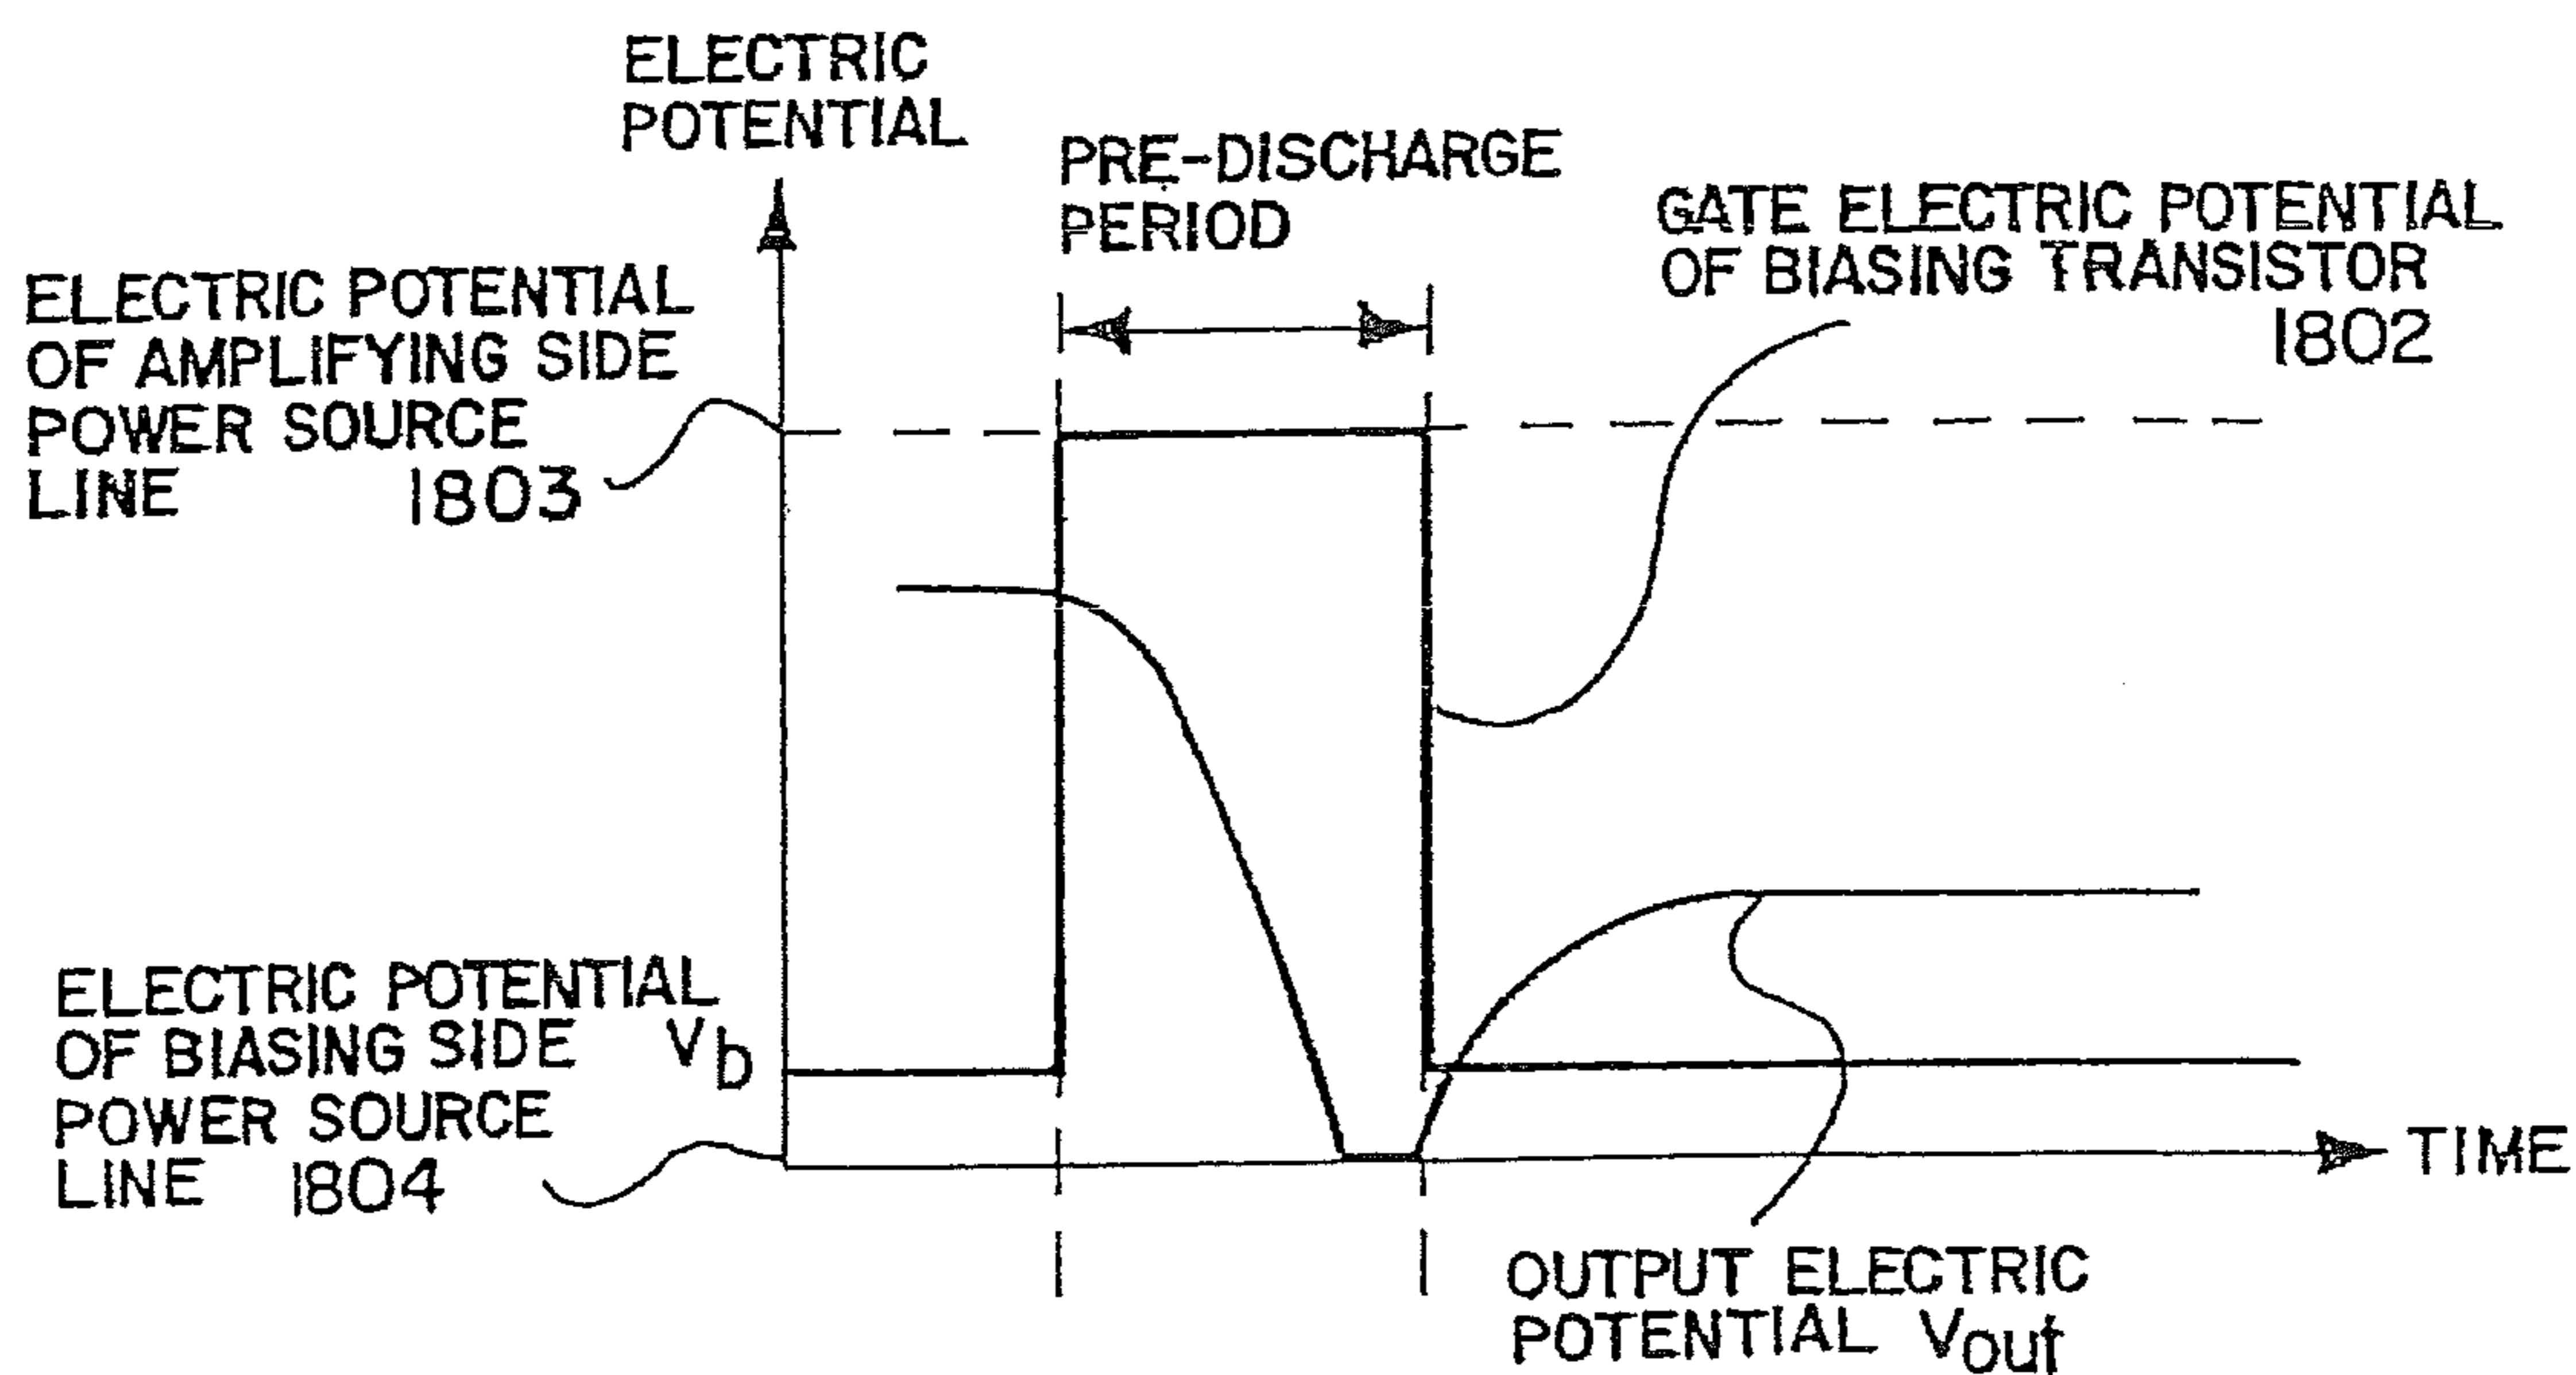 ELECTRIC
POTENTIAL
PRE-DISCHARGE
PERIOD
GATE ELECTRIC POTENTIAL
OF BIASING TRANSISTOR
1802
ELECTRIC POTENTIAL
OF AMPLIFYING SIDE
POWER SOURCE
LINE 1803
ELECTRIC POTENTIAL
OF BIASING SIDE
Vb
POWER SOURCE
LINE 1804
TIME
OUTPUT ELECTRIC
POTENTIAL Vout